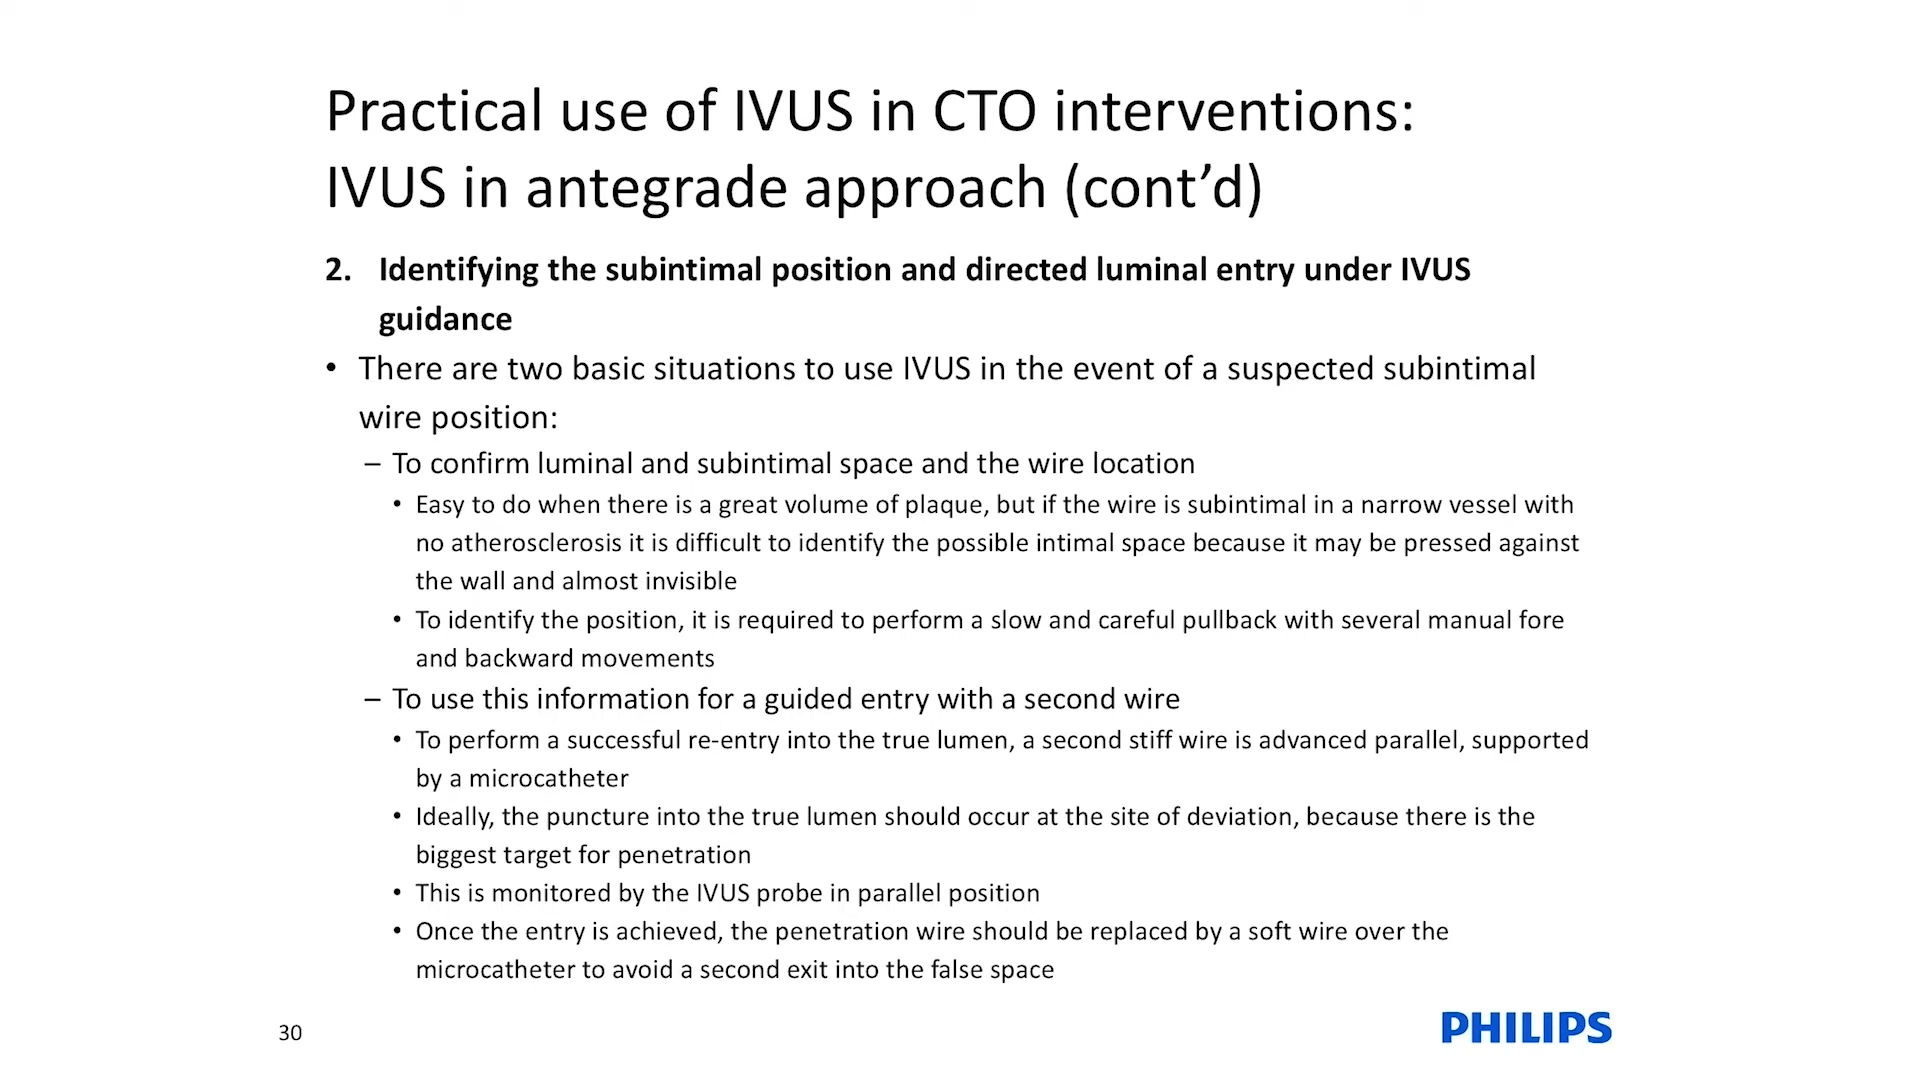 Practical use of IVUS in CTO interventions:
IVUS in antegrade approach (cont’d)
2. Identifying the subintimal position and directed luminal entry under IVUS
guidance
• There are two basic situations to use IVUS in the event of a suspected subintimal
wire position:
– To confirm luminal and subintimal space and the wire location
• Easy to do when there is a great volume of plaque, but if the wire is subintimal in a narrow vessel with
no atherosclerosis it is difficult to identify the possible intimal space because it may be pressed against
the wall and almost invisible
• To identify the position, it is required to perform a slow and careful pullback with several manual fore
and backward movements
– To use this information for a guided entry with a second wire
• To perform a successful re-entry into the true lumen, a second stiff wire is advanced parallel, supported
by a microcatheter
• Ideally, the puncture into the true lumen should occur at the site of deviation, because there is the
biggest target for penetration
• This is monitored by the IVUS probe in parallel position
• Once the entry is achieved, the penetration wire should be replaced by a soft wire over the
microcatheter to avoid a second exit into the false space
30
PHILIPS